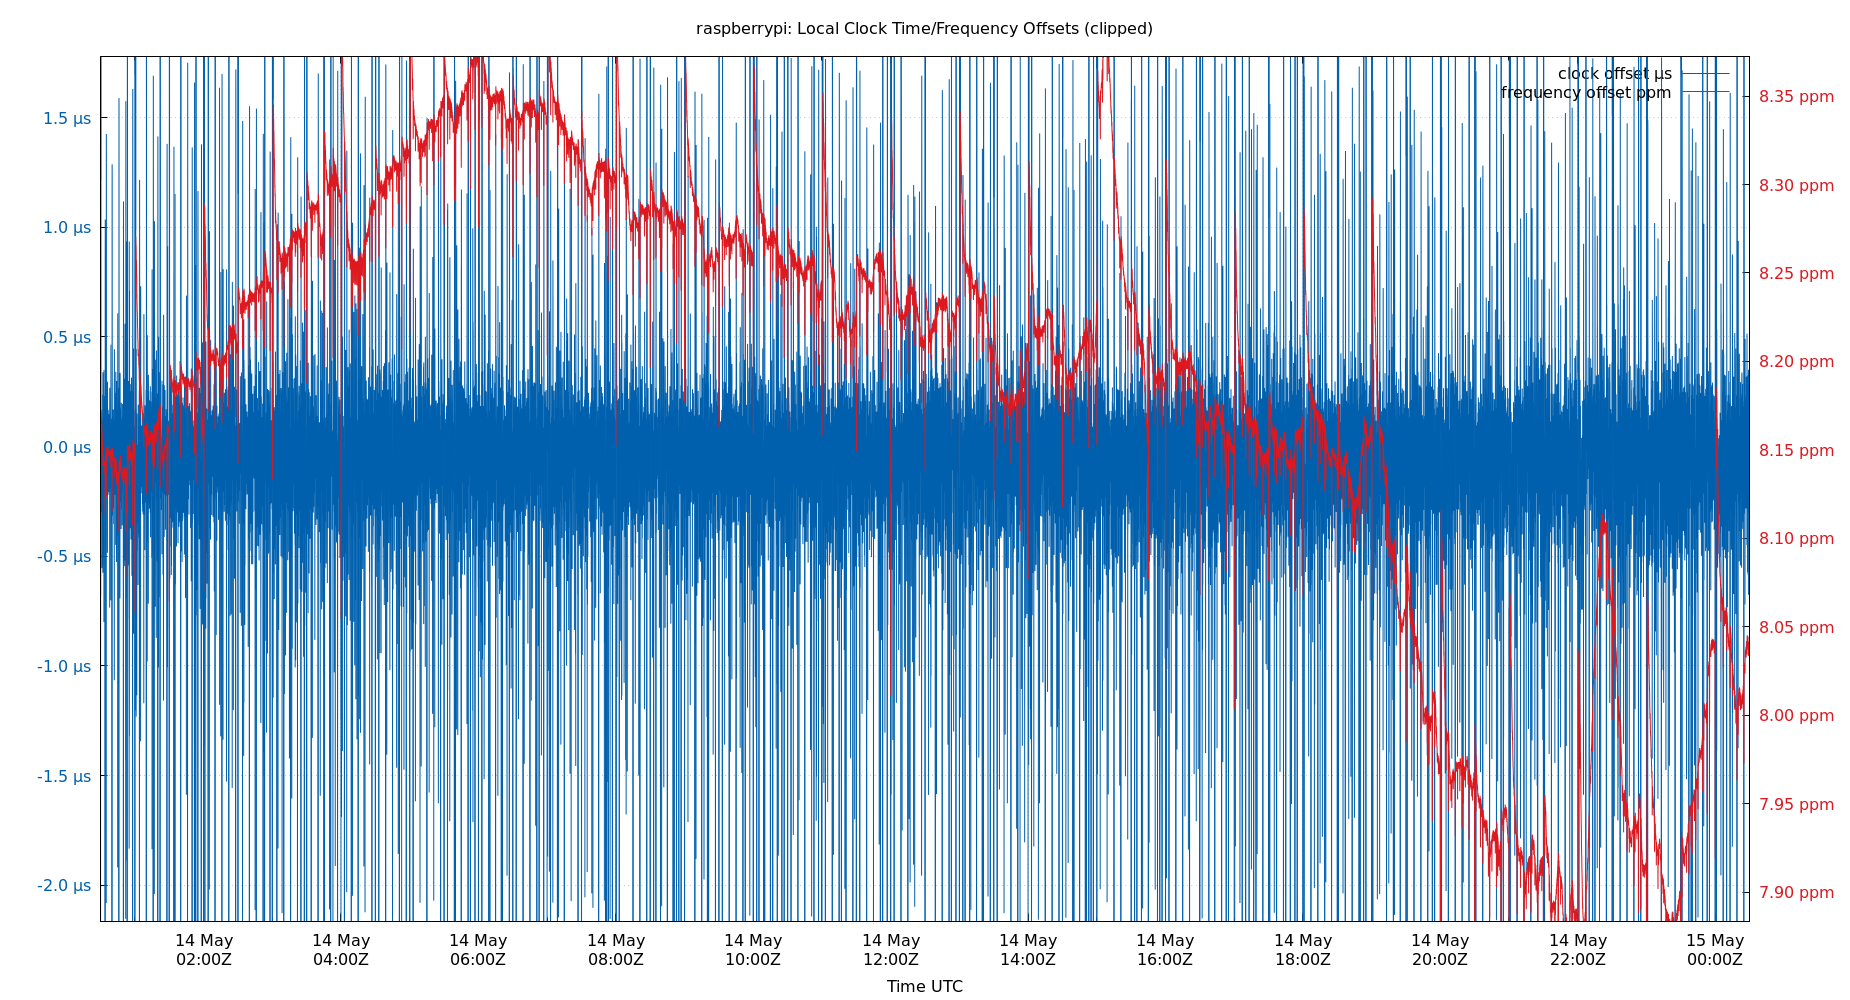 raspberrypi: Local Clock Time/Frequency Offsets (clipped)
clock offset µs
frequency offset ppm
1.5 µs
1.0 µs
0.5 µs
0.0 µs
-0.5 µs
-1.0 µs
-1.5 µs
-2.0 µs
8.35 ppm
8.30 ppm
8.25 ppm
8.20 ppm
8.15 ppm
8.10 ppm
8.05 ppm
8.00 ppm
7.95 ppm
7.90 ppm
14 May 14 May 14 May 14 May 14 May 14 May 14 May 14 May 14 May 14 May 14 May 15 May
02:00Z 04:00Z 06:00Z 08:00Z 10:00Z 12:00Z 14:00Z 16:00Z 18:00Z 20:00Z 22:00Z 00:00Z
Time UTC